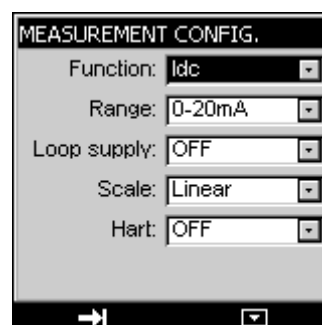 MEASUREMENT CONFIG.
Function: Idc
Range: 0-20mA
Loop supply: OFF
Scale: Linear
Hart: OFF